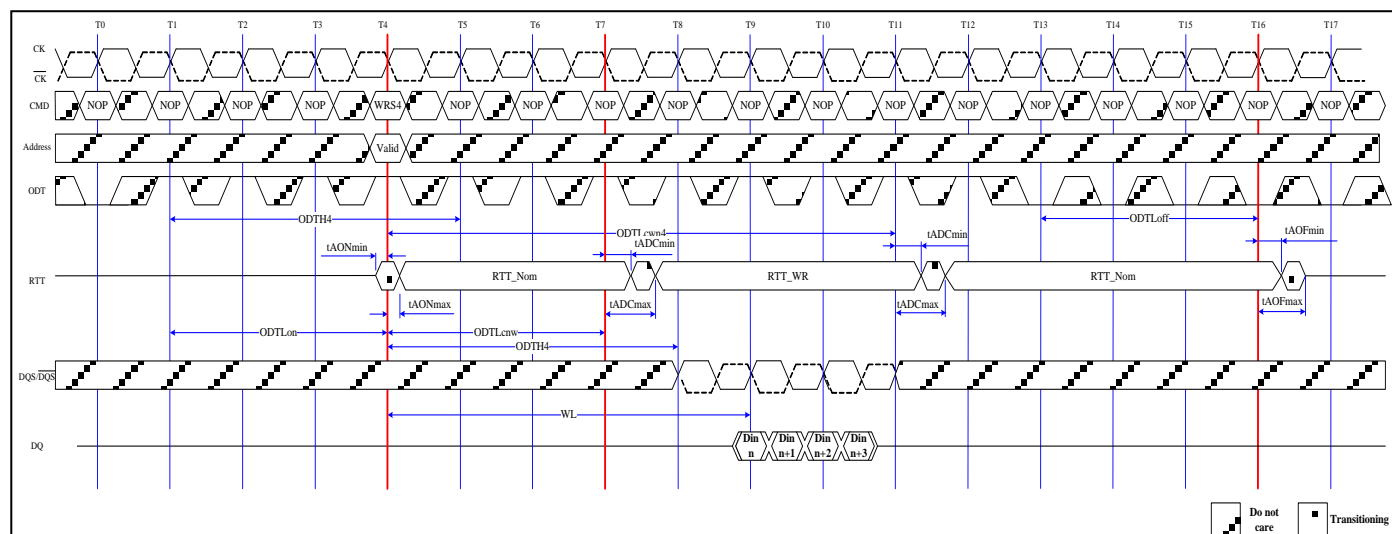 T0 T1 T2 T3 T4 T5 T6 T7 T8 T9 T10 T11 T12 T13 T14 T15 T16 T17
CK
CK
CMD NOP NOP NOP NOP WRS4 NOP NOP NOP NOP NOP NOP NOP NOP NOP NOP NOP NOP NOP
Address Valid
ODT
ODTH4 ODTLoff
ODTLcwn4
tAONmin tADCmin tADCmin tAOFmin
RTT RTT_Nom RTT_WR RTT_Nom
tAONmax tADCmax tADCmax tAOFmax
ODTLon ODTLcnw
ODTH4
DQS/DQS
WL
DQ Din n Din n+1 Din n+2 Din n+3
Do not care Transitioning